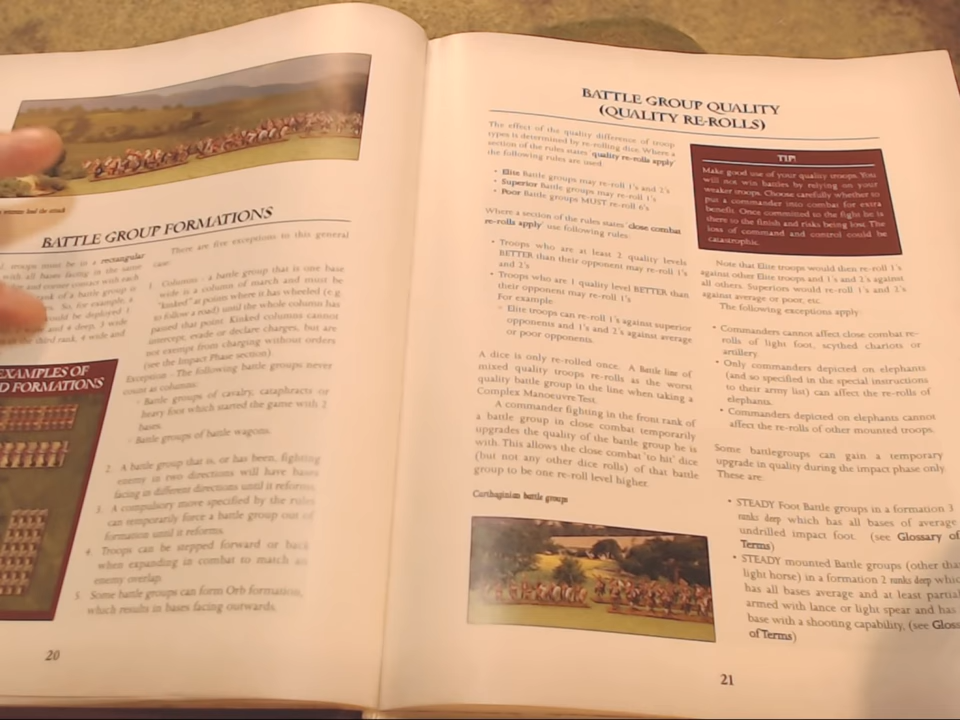 BATTLE GROUP FORMATIONS
troops must be in a rectangular
with all bases facing in the same
There are five exceptions to this general
case:
1. Column - a battle group that is one base
wide is a column of march and must be
"kinked" at points where it has wheeled (e.g.
to follow a road) until the whole column has
passed that point. Kinked columns cannot
intercept, evade or declare charges, but are
not exempt from charging without orders
(see the Impact Phase section).
Exception - The following battle groups never
count as columns:
- Battle groups of cavalry, cataphracts or
heavy foot which started the game with 2
bases.
- Battle groups of battle wagons.
2. A battle group that is, or has been, fighting
enemy in two directions will have bases
facing in different directions until it reforms.
3. A compulsory move specified by the rules
can temporarily force a battle group out of
formation until it reforms.
4. Troops can be stepped forward or back
when expanding in combat to match an
enemy overlap.
5. Some battle groups can form Orb formation,
which results in bases facing outwards.
EXAMPLES OF
FORMATIONS
20
BATTLE GROUP QUALITY
(QUALITY RE-ROLLS)
The effect of the quality difference of troop
types is determined by re-rolling dice. Where a
section of the rules states 'quality re-rolls apply'
the following rules are used:
• Elite Battle groups may re-roll 1's and 2's
• Superior Battle groups may re-roll 1's
• Poor Battle groups MUST re-roll 6's
Where a section of the rules states 'close combat
re-rolls apply' use following rules:
• Troops who are at least 2 quality levels
BETTER than their opponent may re-roll 1's
and 2's
• Troops who are 1 quality level BETTER than
their opponent may re-roll 1's.
For example:
- Elite troops can re-roll 1's against superior
opponents and 1's and 2's against average
or poor opponents.
A dice is only re-rolled once. A Battle line of
mixed quality troops re-rolls as the worst
quality battle group in the line when taking a
Complex Manoeuvre Test.
A commander fighting in the front rank of
a battle group in close combat temporarily
upgrades the quality of the battle group he is
with. This allows the close combat 'to hit' dice
(but not any other dice rolls) of that battle
group to be one re-roll level higher.
Carthaginian battle groups
TIP!
Make good use of your quality troops. You
will not win battles by relying on your
weaker troops. Choose carefully whether to
put a commander into combat for extra
benefit. Once committed to the fight he is
there to the finish and risks being lost. The
loss of command and control could be
catastrophic.
Note that Elite troops would then re-roll 1's
against other Elite troops and 1's and 2's against
all others. Superiors would re-roll 1's and 2's
against average or poor, etc.
The following exceptions apply:
• Commanders cannot affect close combat re-
rolls of light foot, scythed chariots or
artillery.
• Only commanders depicted on elephants
(and so specified in the special instructions
to their army list) can affect the re-rolls of
elephants.
• Commanders depicted on elephants cannot
affect the re-rolls of other mounted troops.
Some battlegroups can gain a temporary
upgrade in quality during the impact phase only.
These are:
• STEADY Foot Battle groups in a formation 3
ranks deep which has all bases of average
undrilled impact foot. (see Glossary of
Terms)
• STEADY mounted Battle groups (other than
light horse) in a formation 2 ranks deep which
has all bases average and at least partial
armed with lance or light spear and has
base with a shooting capability, (see Glos
of Terms)
21